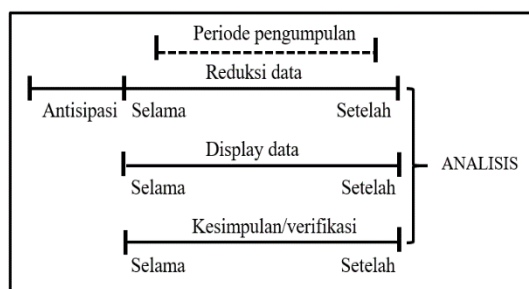 Periode pengumpulan
Reduksi data
Antisipasi Selama Setelah
Display data
Selama Setelah
ANALISIS
Kesimpulan/verifikasi
Selama Setelah